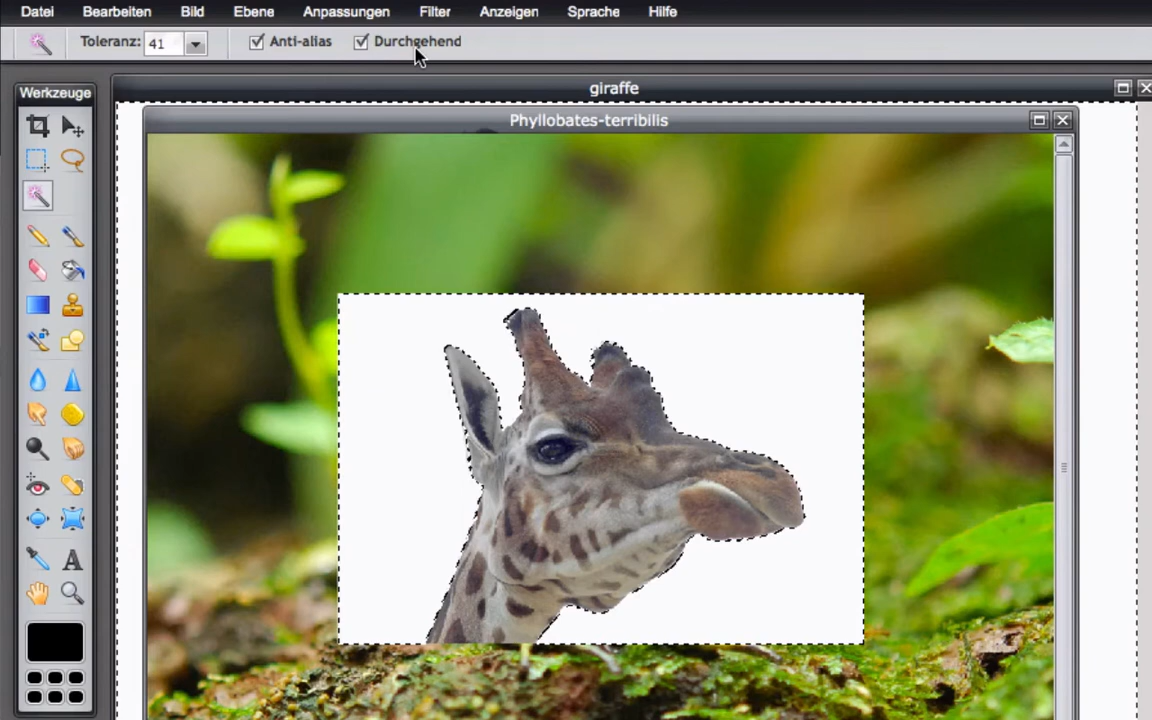 Datei Bearbeiten Bild Ebene Anpassungen Filter Anzeigen Sprache Hilfe
Toleranz: 41 Anti-alias Durchgehend
Werkzeuge
giraffe
Phyllobates-terribilis